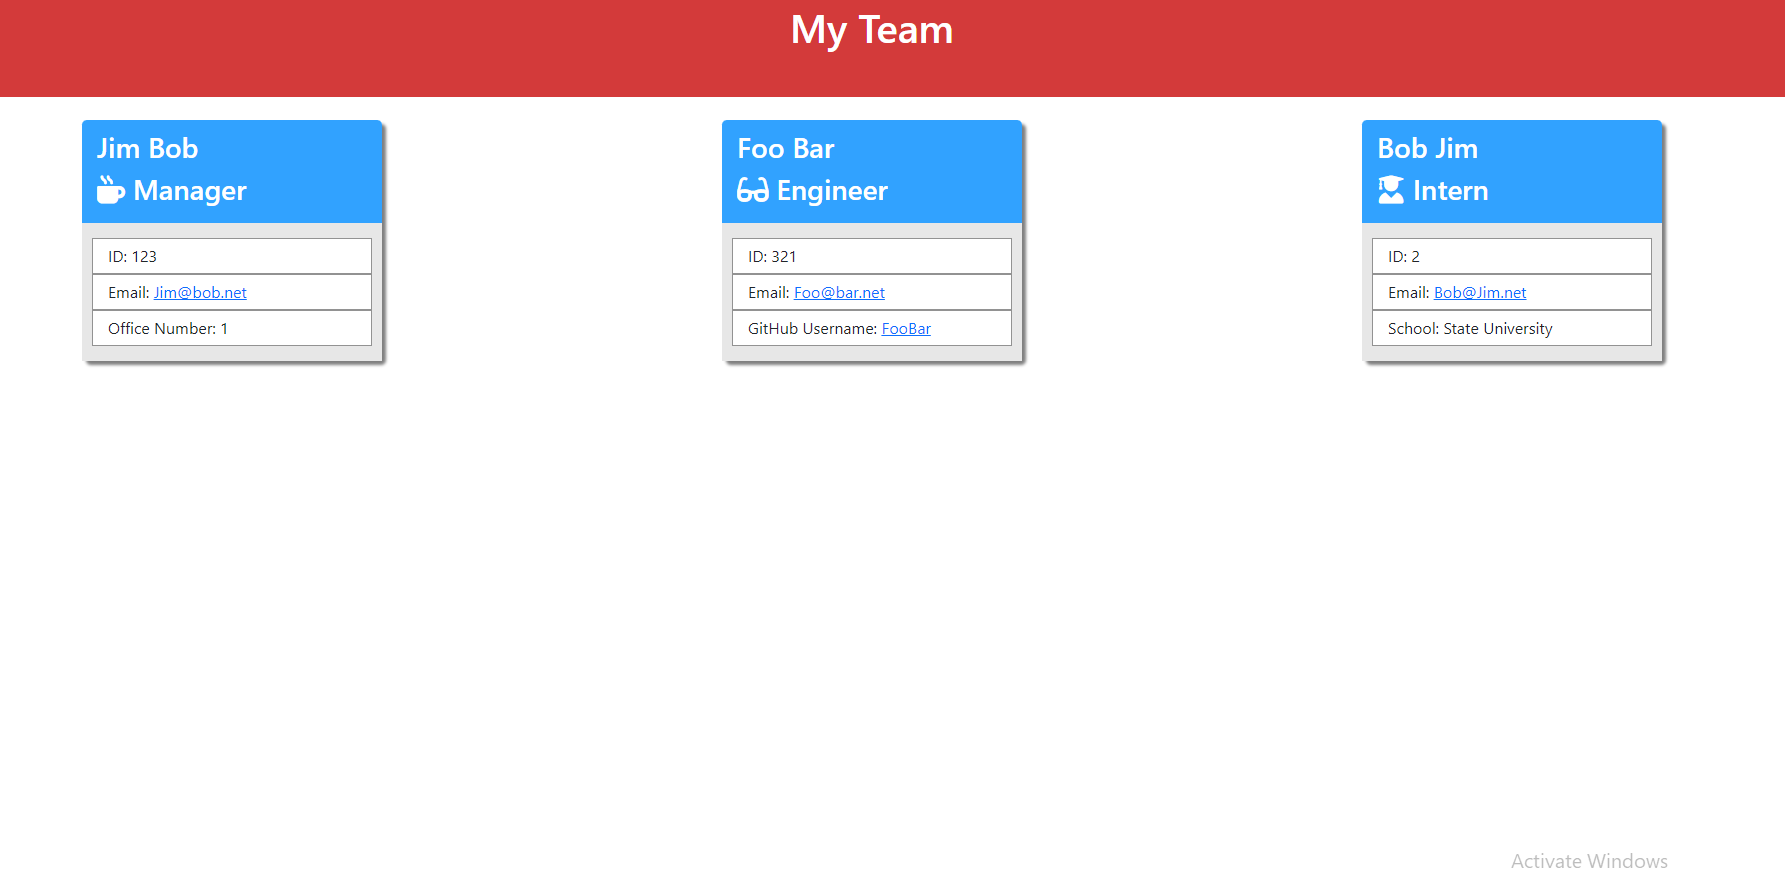 My Team
Jim Bob
Manager
ID: 123
Email: Jim@bob.net
Office Number: 1
Foo Bar
Engineer
ID: 321
Email: Foo@bar.net
GitHub Username: FooBar
Bob Jim
Intern
ID: 2
Email: Bob@Jim.net
School: State University
Activate Windows